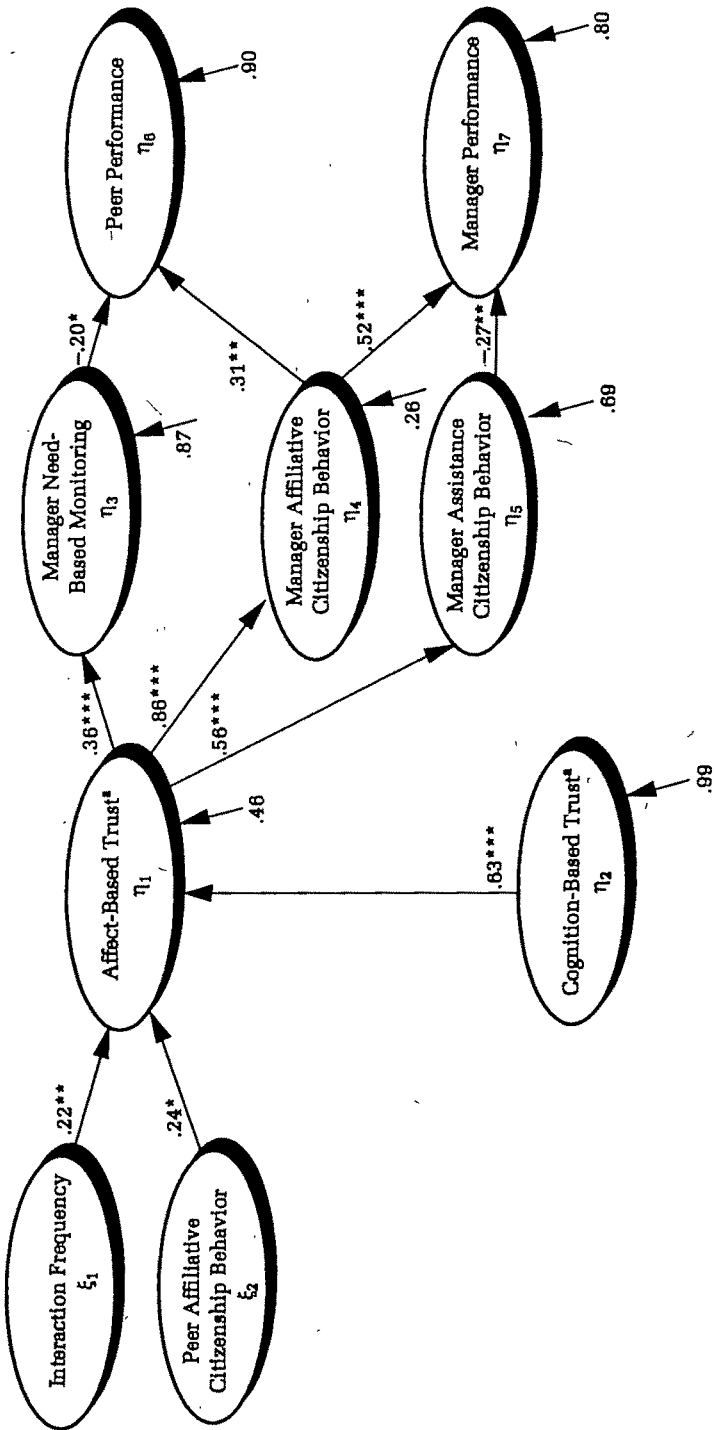 Interaction Frequency
ξ1
Peer Affiliative
Citizenship Behavior
ξ2
.22**
.24*
Affect-Based Trustª
η1
.46
.63***
Cognition-Based Trustª
η2
.99
.36***
.86***
.56***
Manager Need-
Based Monitoring
η3
.87
Manager Affiliative
Citizenship Behavior
η4
.26
Manager Assistance
Citizenship Behavior
η5
.69
-.20*
.31**
.52***
-.27**
Peer Performance
η6
.90
Manager Performance
η7
.80